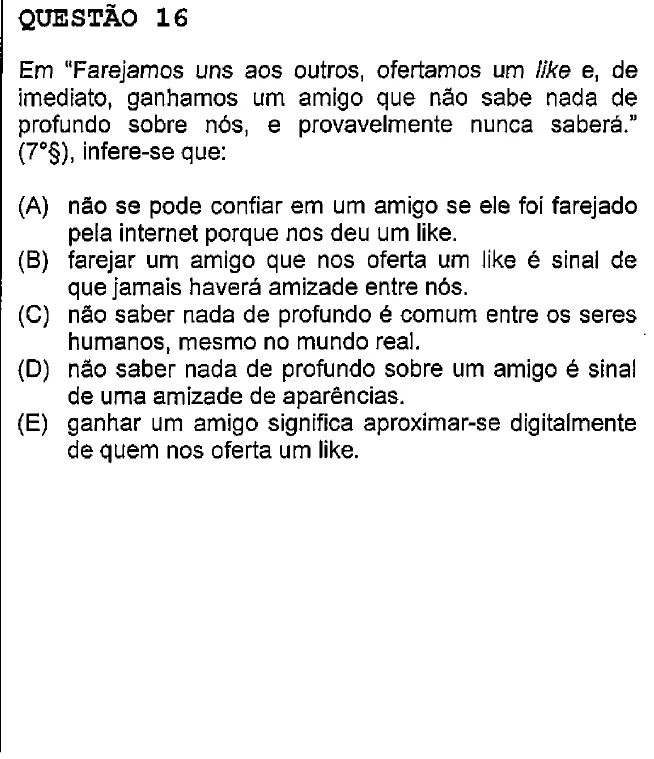 QUESTÃO 16
Em “Farejamos uns aos outros, ofertamos um like e, de
imediato, ganhamos um amigo que não sabe nada de
profundo sobre nós, e provavelmente nunca saberá.”
(7°§), infere-se que:
(A) não se pode confiar em um amigo se ele foi farejado
pela internet porque nos deu um like.
(B) farejar um amigo que nos oferta um like é sinal de
que jamais haverá amizade entre nós.
(C) não saber nada de profundo é comum entre os seres
humanos, mesmo no mundo real.
(D) não saber nada de profundo sobre um amigo é sinal
de uma amizade de aparências.
(E) ganhar um amigo significa aproximar-se digitalmente
de quem nos oferta um like.